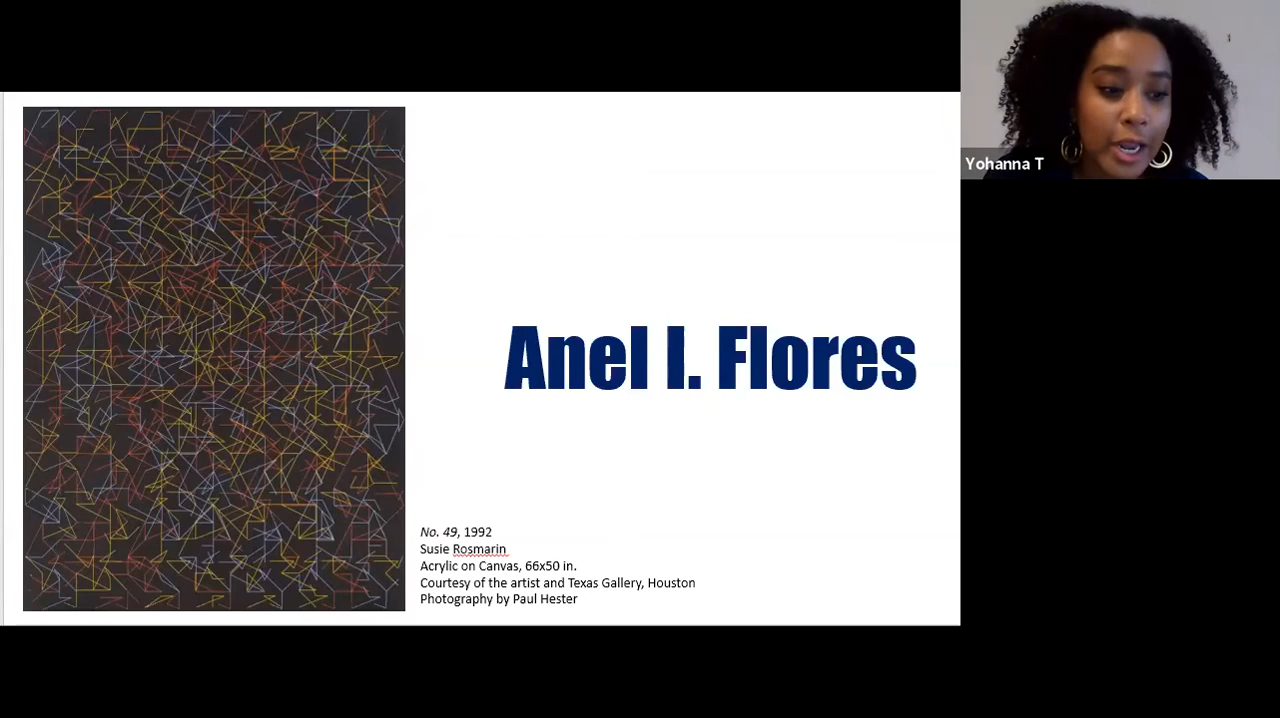 Yohanna T
Anel I. Flores
No. 49, 1992
Susie Rosmarin
Acrylic on Canvas, 66x50 in.
Courtesy of the artist and Texas Gallery, Houston
Photography by Paul Hester